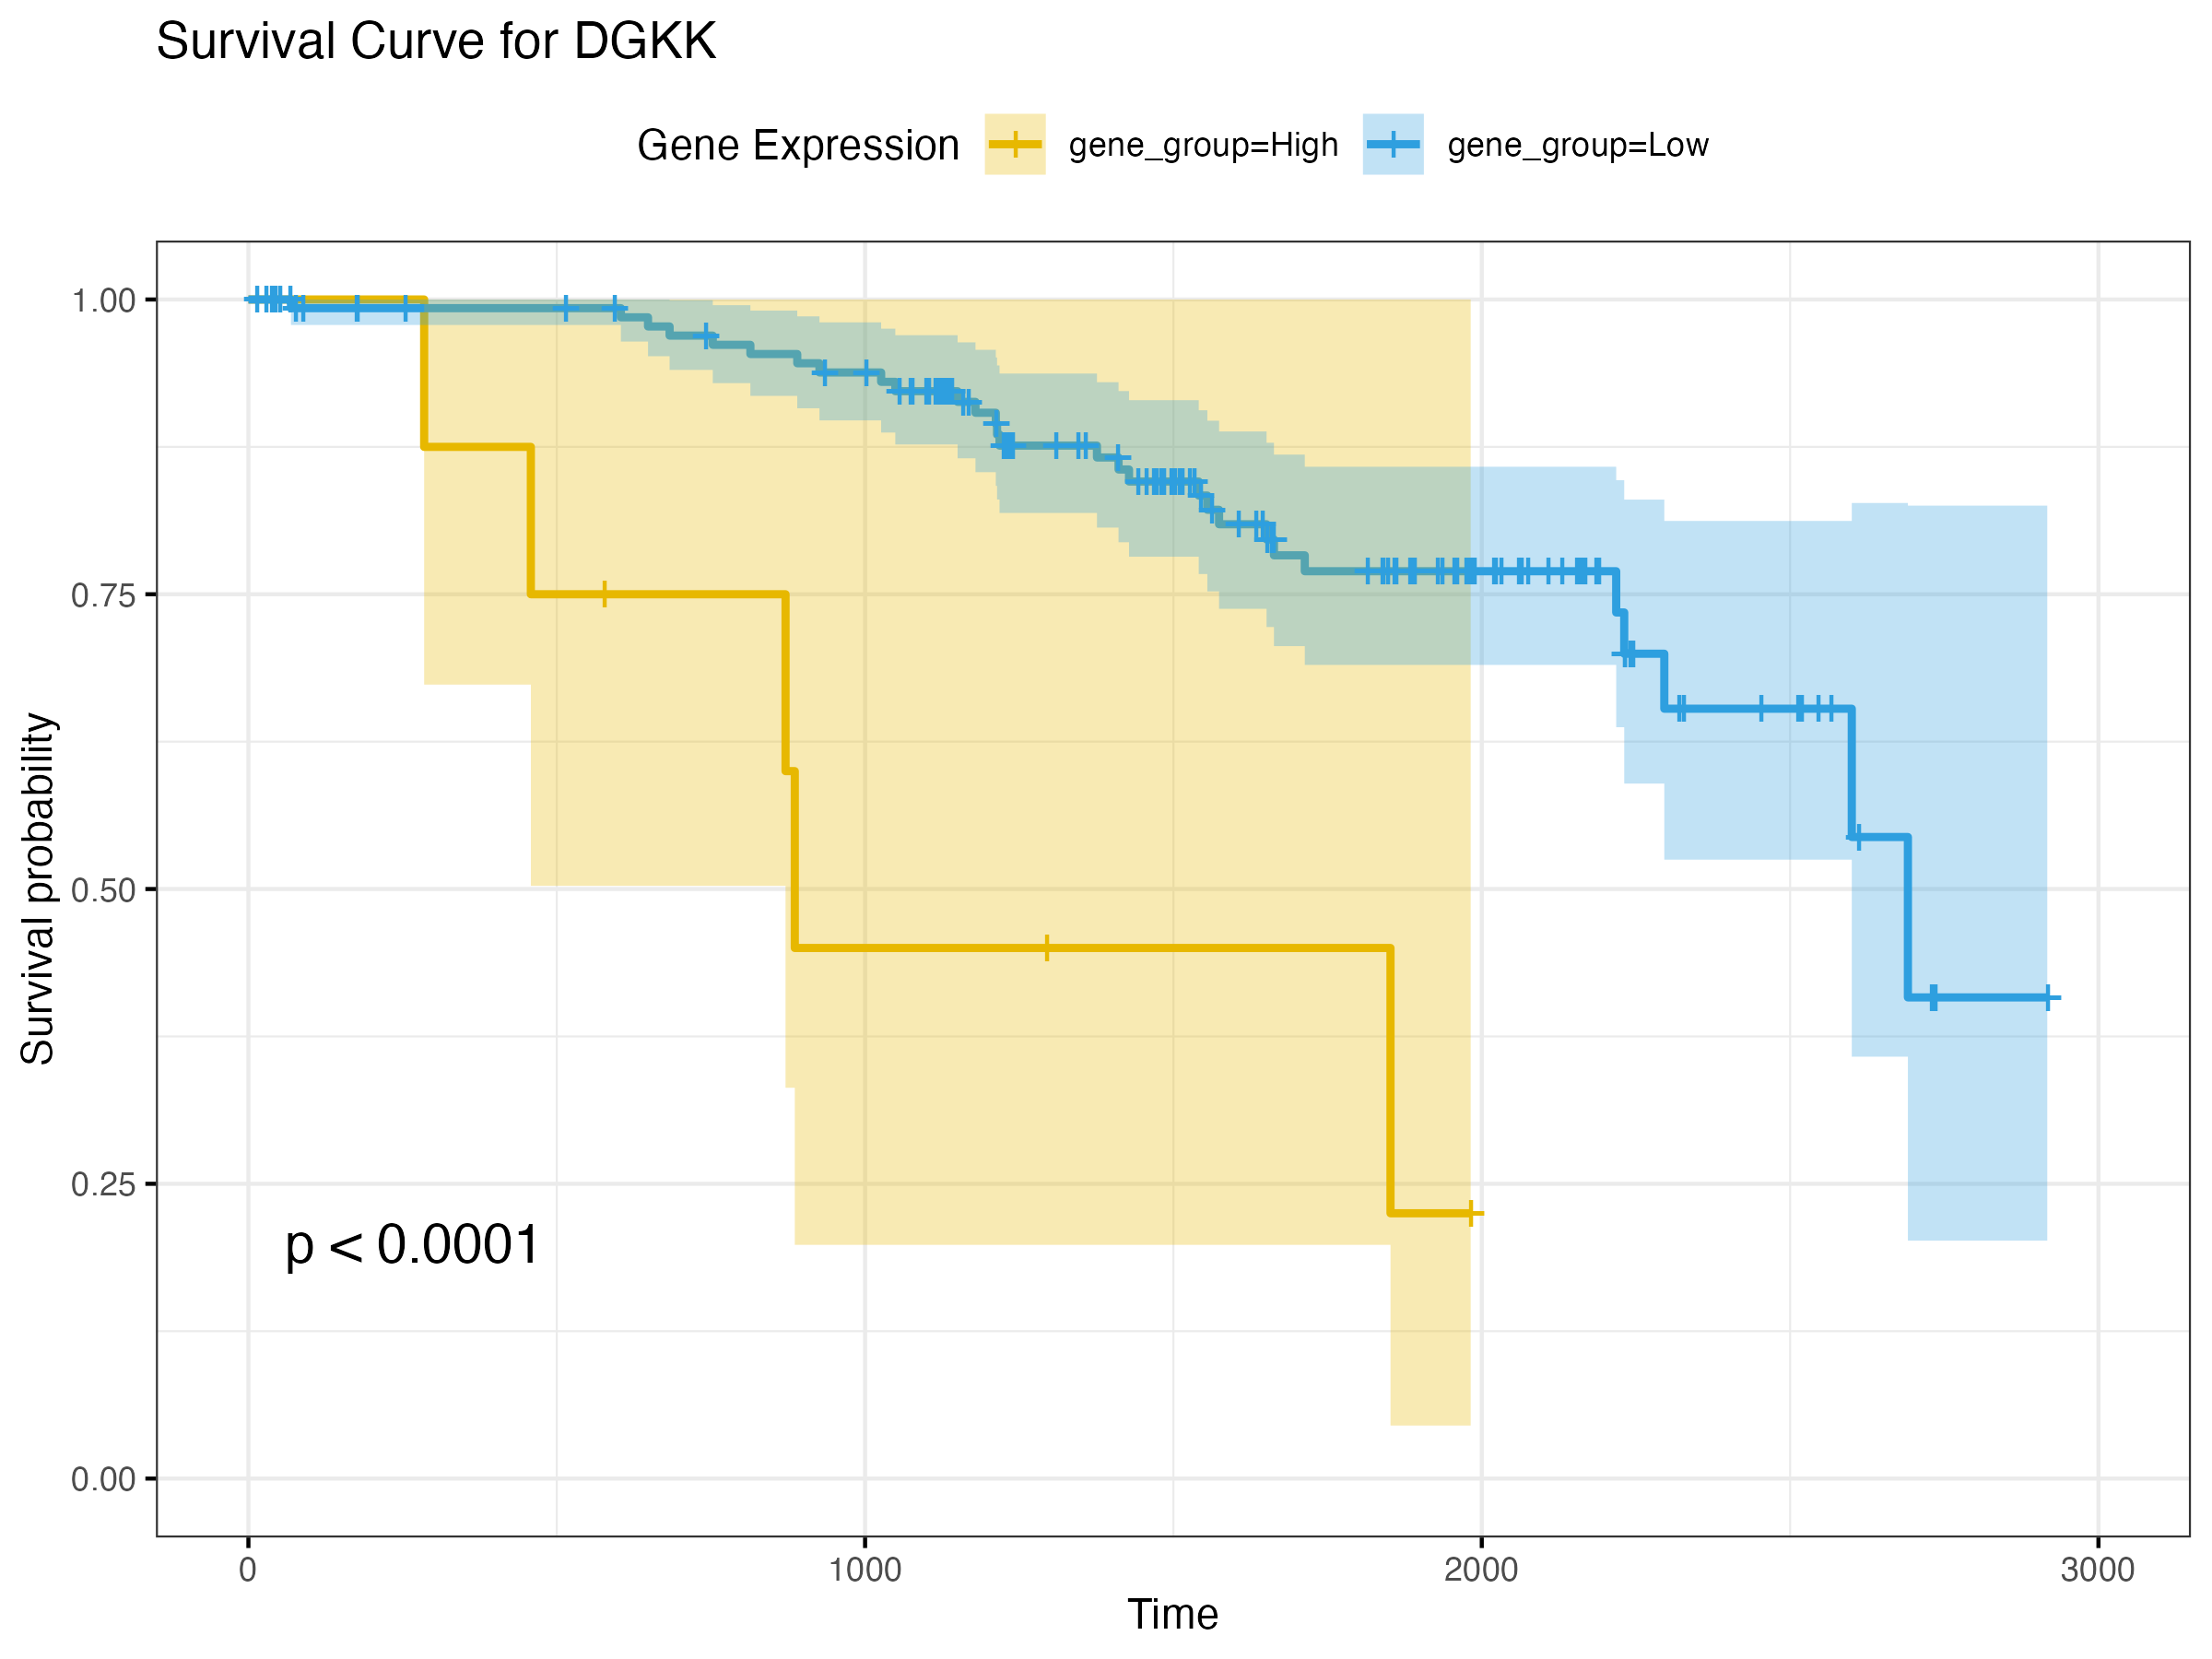 Survival Curve for DGKK
Gene Expression gene_group=High gene_group=Low
1.00
0.75
0.50
0.25
0.00
Survival probability
p < 0.0001
0 1000 2000 3000
Time